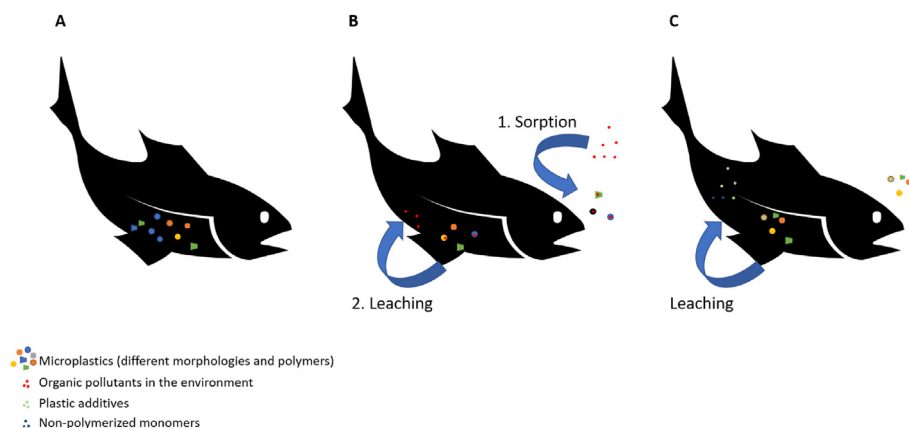 A
B
C
1. Sorption
2. Leaching
Leaching
Microplastics (different morphologies and polymers)
Organic pollutants in the environment
Plastic additives
Non-polymerized monomers